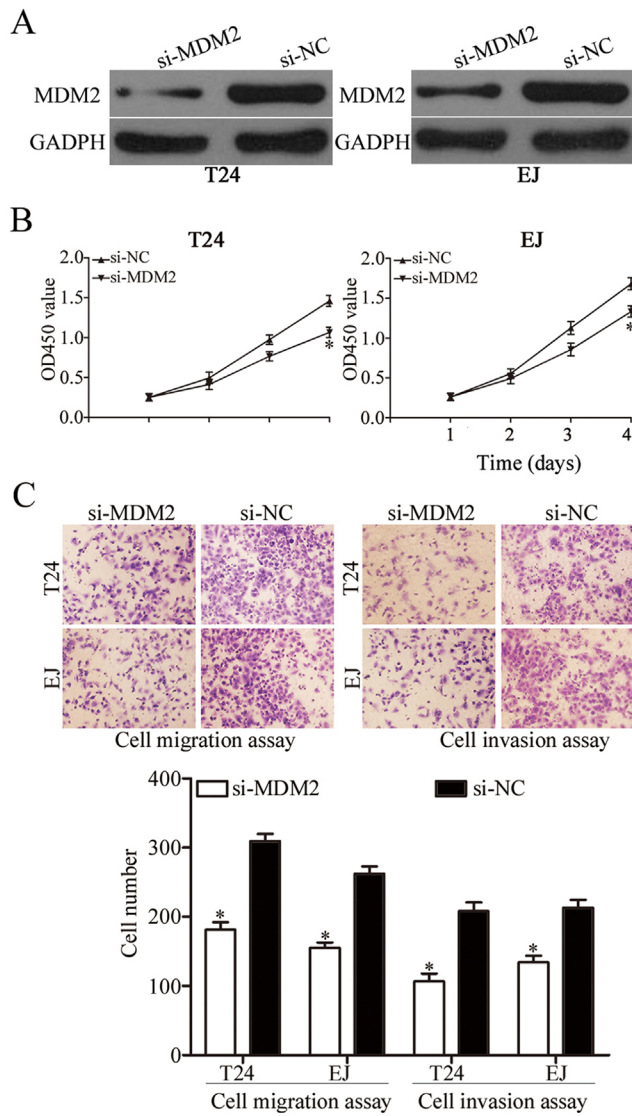 A
si-MDM2 si-NC si-MDM2 si-NC
MDM2 MDM2
GADPH GADPH
T24 EJ
B
T24 EJ
si-NC si-NC
si-MDM2 si-MDM2
OD450 value OD450 value
2.0 2.0
1.5 1.5
1.0 1.0
0.5 0.5
0.0 0.0
* *
1 2 3 4
Time (days)
C
si-MDM2 si-NC si-MDM2 si-NC
T24 T24
EJ EJ
Cell migration assay Cell invasion assay
si-MDM2 si-NC
Cell number
400
300
200
100
0
* * * *
T24 EJ T24 EJ
Cell migration assay Cell invasion assay